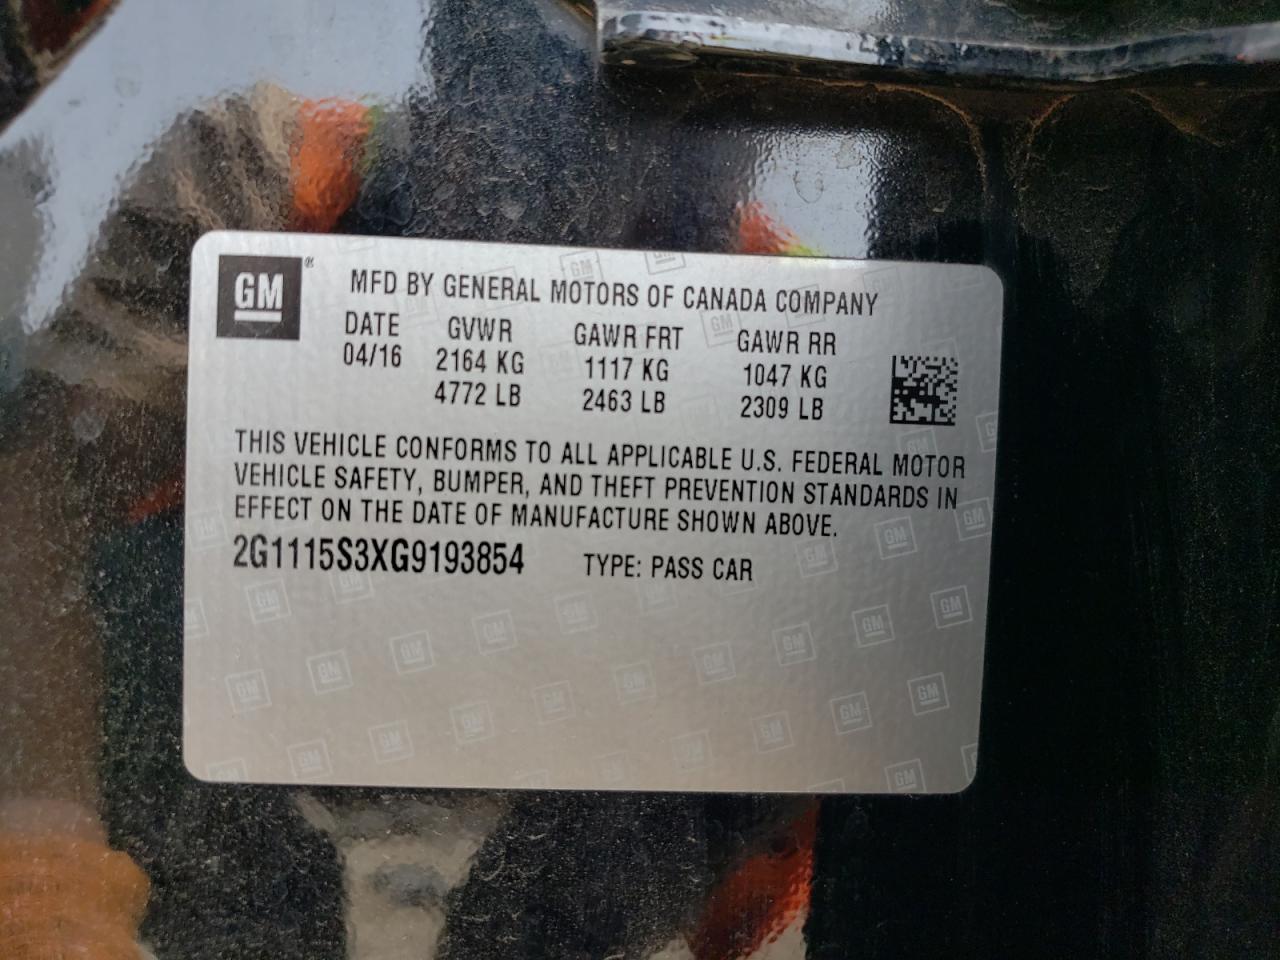 GM®
MFD BY GENERAL MOTORS OF CANADA COMPANY
DATE GVWR GAWR FRT GAWR RR
04/16 2164 KG 1117 KG 1047 KG
4772 LB 2463 LB 2309 LB
THIS VEHICLE CONFORMS TO ALL APPLICABLE U.S. FEDERAL MOTOR
VEHICLE SAFETY, BUMPER, AND THEFT PREVENTION STANDARDS IN
EFFECT ON THE DATE OF MANUFACTURE SHOWN ABOVE.
2G1115S3XG9193854 TYPE: PASS CAR